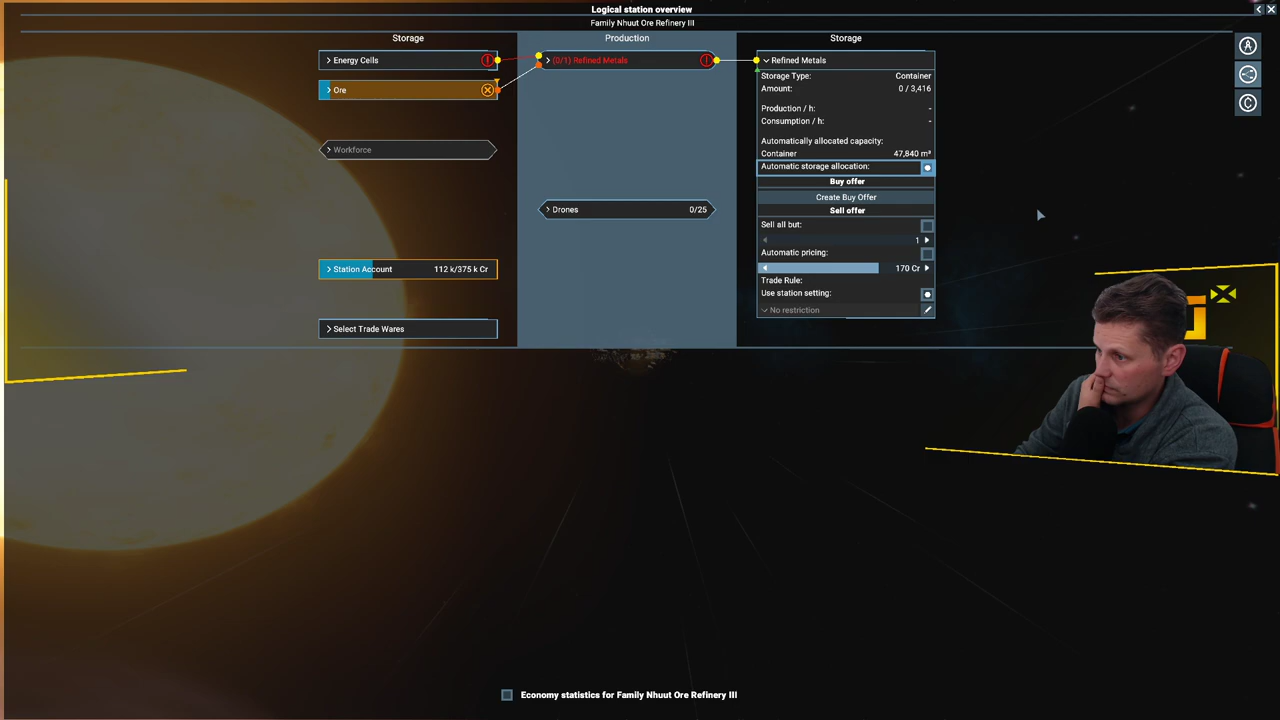 Logical station overview
Family Nhuut Ore Refinery III
Storage
Production
Storage
Energy Cells
Ore
Workforce
Station Account 112 k/375 k Cr
Select Trade Wares
(0/1) Refined Metals
Drones 0/25
Refined Metals
Storage Type: Container
Amount: 0 / 3,416
Production / h: -
Consumption / h: -
Automatically allocated capacity:
Container 47,840 m³
Automatic storage allocation:
Buy offer
Create Buy Offer
Sell offer
Sell all but:
1
Automatic pricing:
170 Cr
Trade Rule:
Use station setting:
No restriction
Economy statistics for Family Nhuut Ore Refinery III